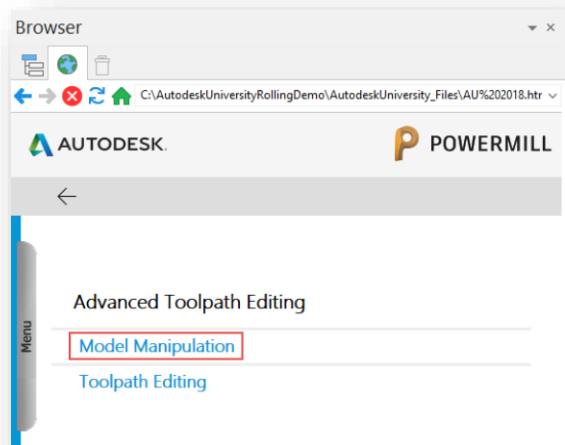 Browser
C:\AutodeskUniversityRollingDemo\AutodeskUniversity_Files\AU%202018.htr
AUTODESK.
POWERMILL
Advanced Toolpath Editing
Menu
Model Manipulation
Toolpath Editing